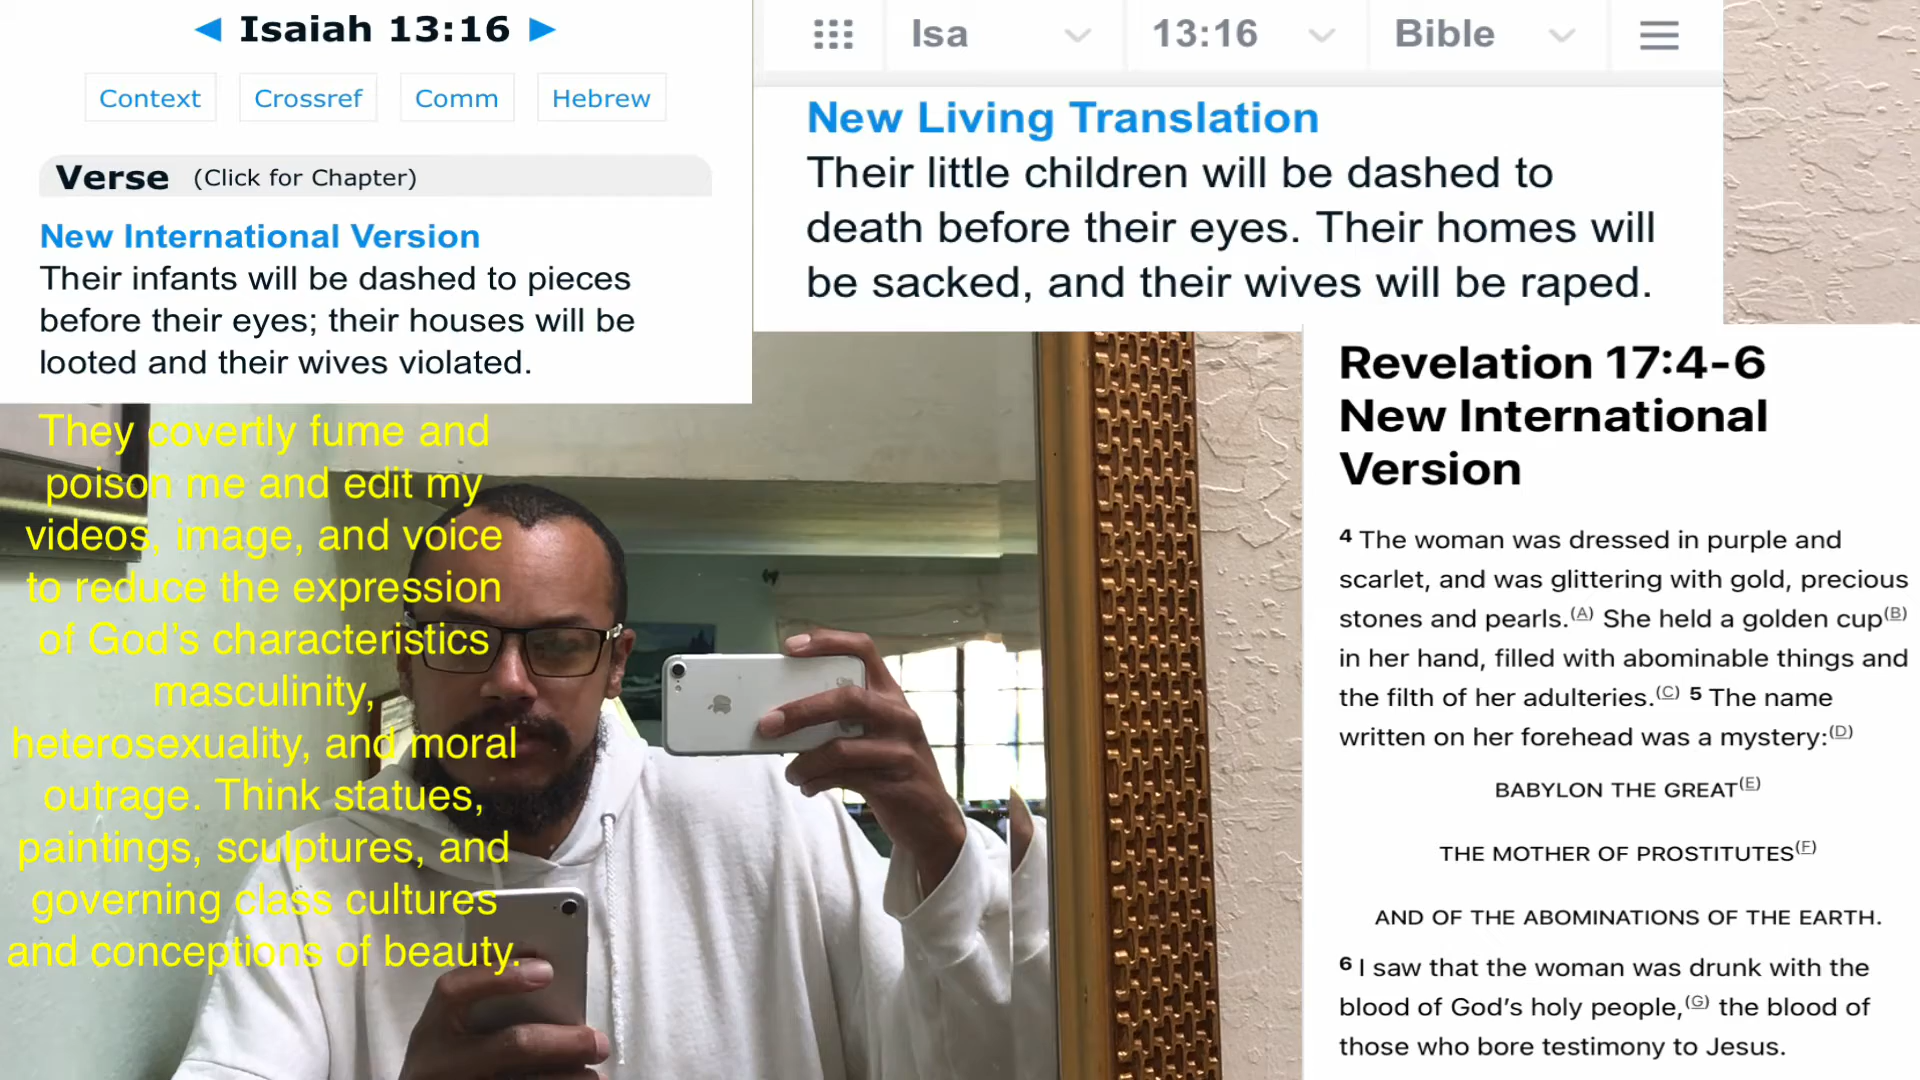 Isaiah 13:16
Context Crossref Comm Hebrew
Verse (Click for Chapter)
New International Version
Their infants will be dashed to pieces
before their eyes; their houses will be
looted and their wives violated.
Isa 13:16 Bible
New Living Translation
Their little children will be dashed to
death before their eyes. Their homes will
be sacked, and their wives will be raped.
They covertly fume and
poison me and edit my
videos, image, and voice
to reduce the expression
of God's characteristics
masculinity,
heterosexuality, and moral
outrage. Think statues,
paintings, sculptures, and
governing class cultures
and conceptions of beauty.
Revelation 17:4-6
New International
Version
4 The woman was dressed in purple and
scarlet, and was glittering with gold, precious
stones and pearls.(A) She held a golden cup(B)
in her hand, filled with abominable things and
the filth of her adulteries.(C) 5 The name
written on her forehead was a mystery:(D)
BABYLON THE GREAT(E)
THE MOTHER OF PROSTITUTES(F)
AND OF THE ABOMINATIONS OF THE EARTH.
6 I saw that the woman was drunk with the
blood of God's holy people,(G) the blood of
those who bore testimony to Jesus.